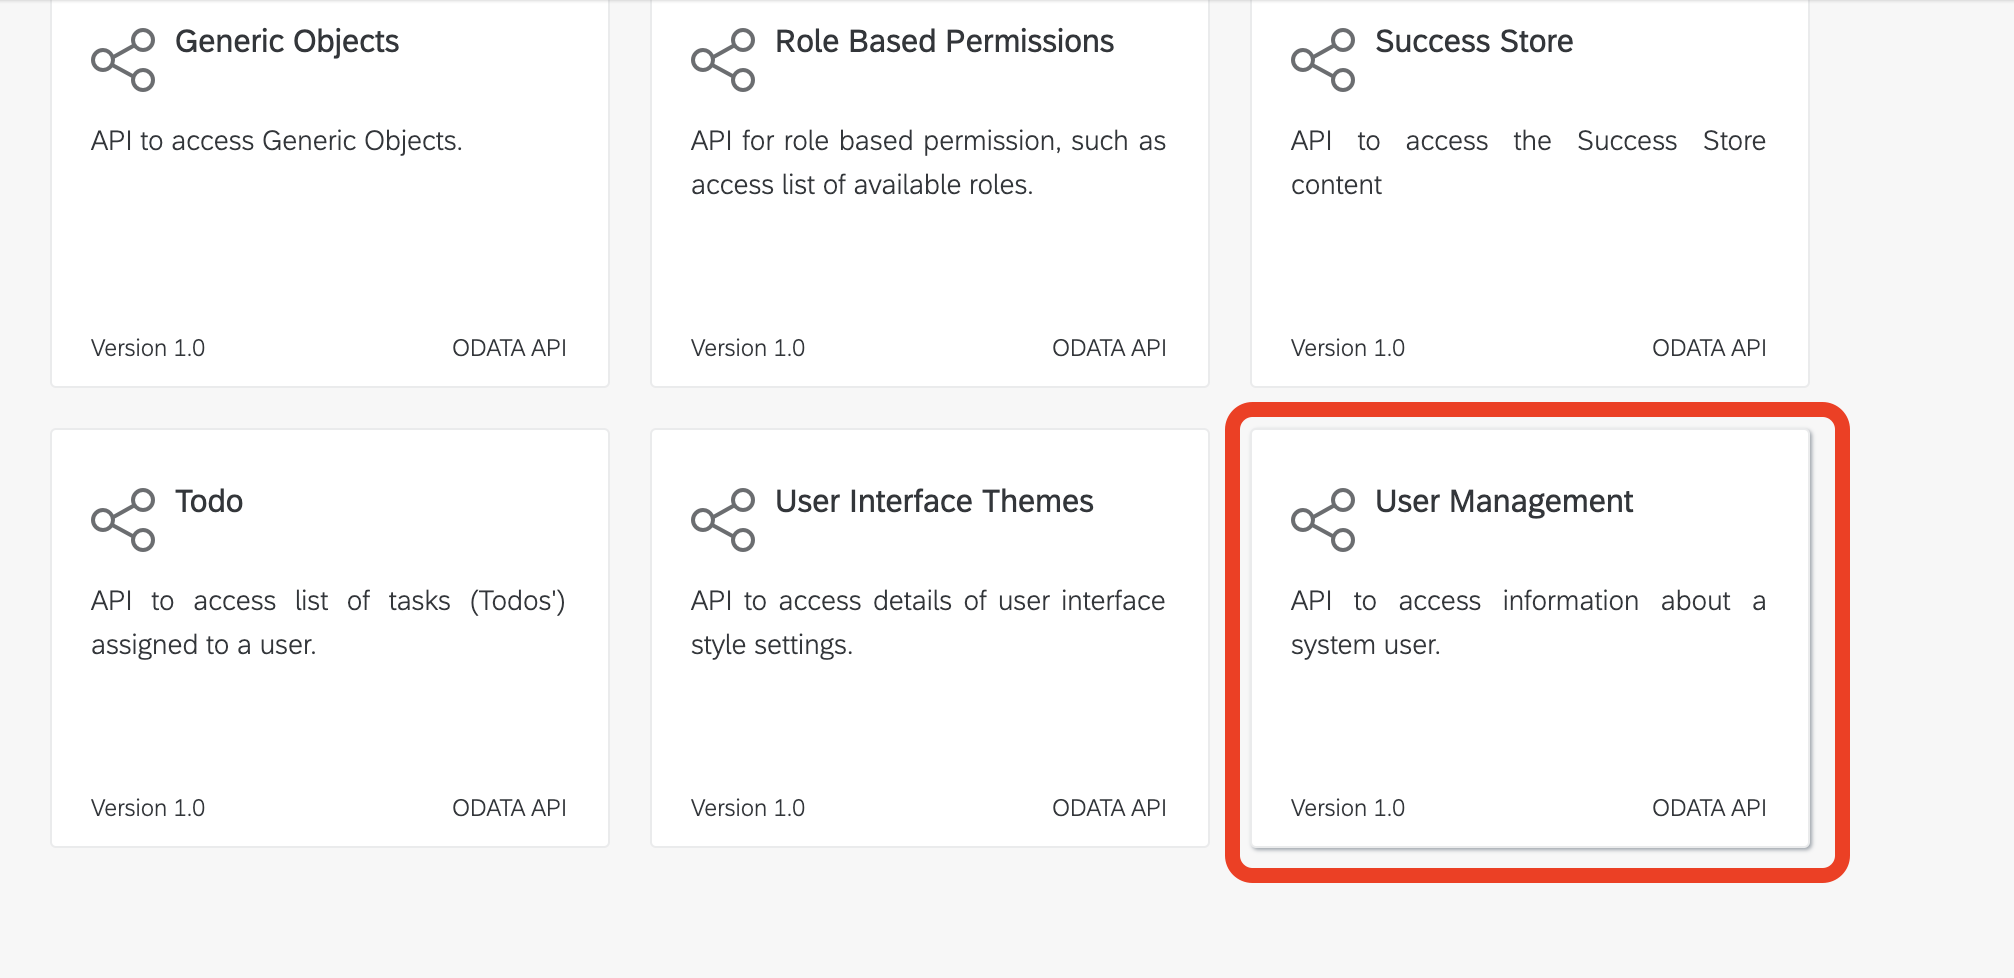 Generic Objects
API to access Generic Objects.
Version 1.0
ODATA API
Role Based Permissions
API for role based permission, such as
access list of available roles.
Version 1.0
ODATA API
Success Store
API to access the Success Store
content
Version 1.0
ODATA API
Todo
API to access list of tasks (Todos')
assigned to a user.
Version 1.0
ODATA API
User Interface Themes
API to access details of user interface
style settings.
Version 1.0
ODATA API
User Management
API to access information about a
system user.
Version 1.0
ODATA API